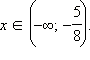 x ∈ (−∞; −5/8).